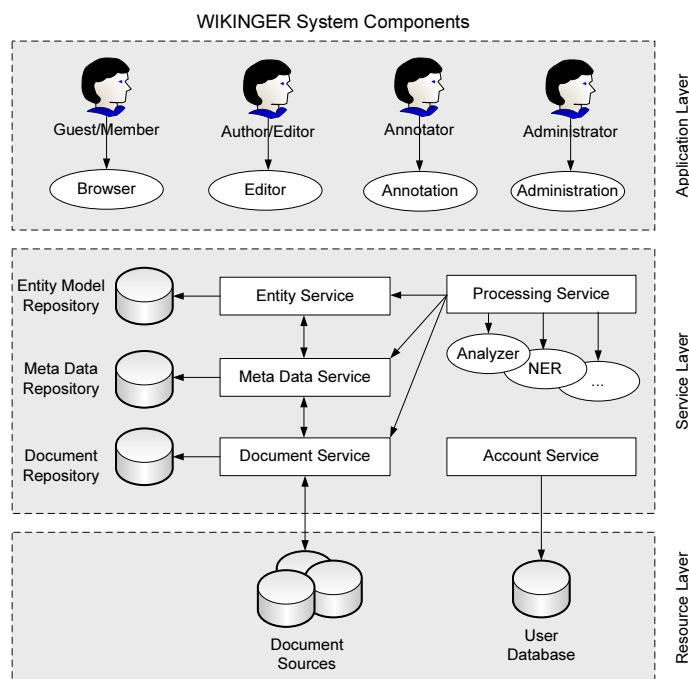 WIKINGER System Components
Guest/Member
Author/Editor
Annotator
Administrator
Browser
Editor
Annotation
Administration
Application Layer
Entity Model
Repository
Entity Service
Processing Service
Analyzer
NER
...
Meta Data
Repository
Meta Data Service
Document
Repository
Document Service
Account Service
Service Layer
Document
Sources
User
Database
Resource Layer